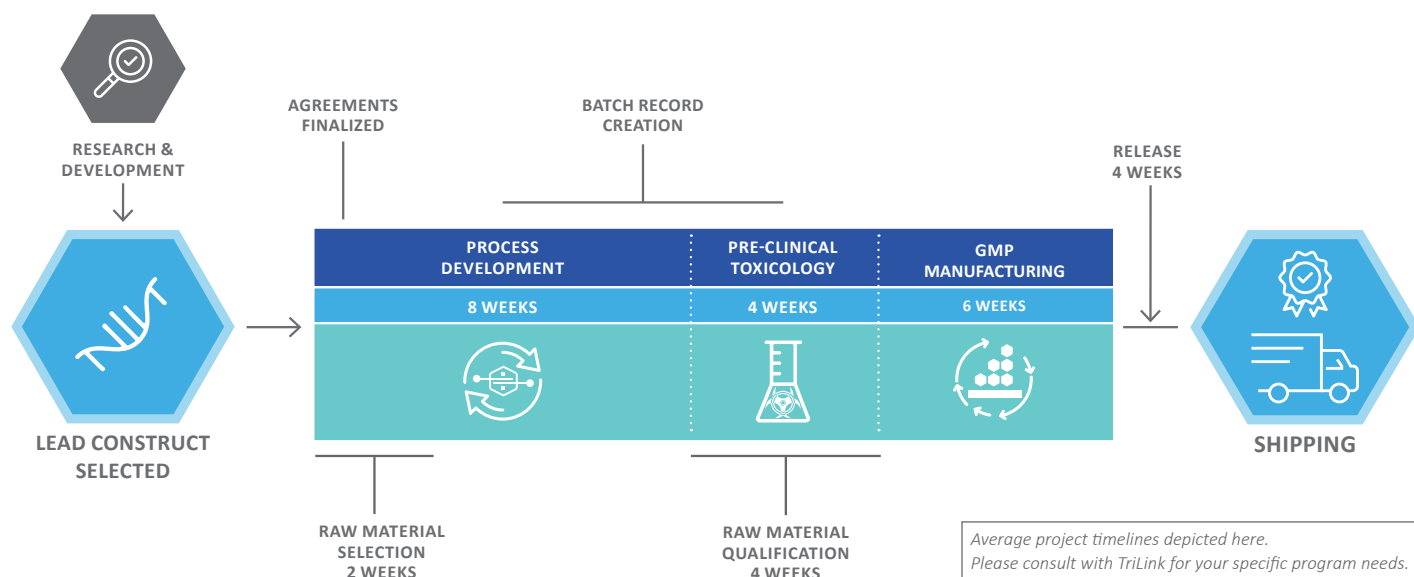 RESEARCH &
DEVELOPMENT
LEAD CONSTRUCT
SELECTED
AGREEMENTS
FINALIZED
BATCH RECORD
CREATION
PROCESS
DEVELOPMENT
8 WEEKS
PRE-CLINICAL
TOXICOLOGY
4 WEEKS
GMP
MANUFACTURING
6 WEEKS
RAW MATERIAL
SELECTION
2 WEEKS
RAW MATERIAL
QUALIFICATION
4 WEEKS
RELEASE
4 WEEKS
SHIPPING
Average project timelines depicted here.
Please consult with TriLink for your specific program needs.